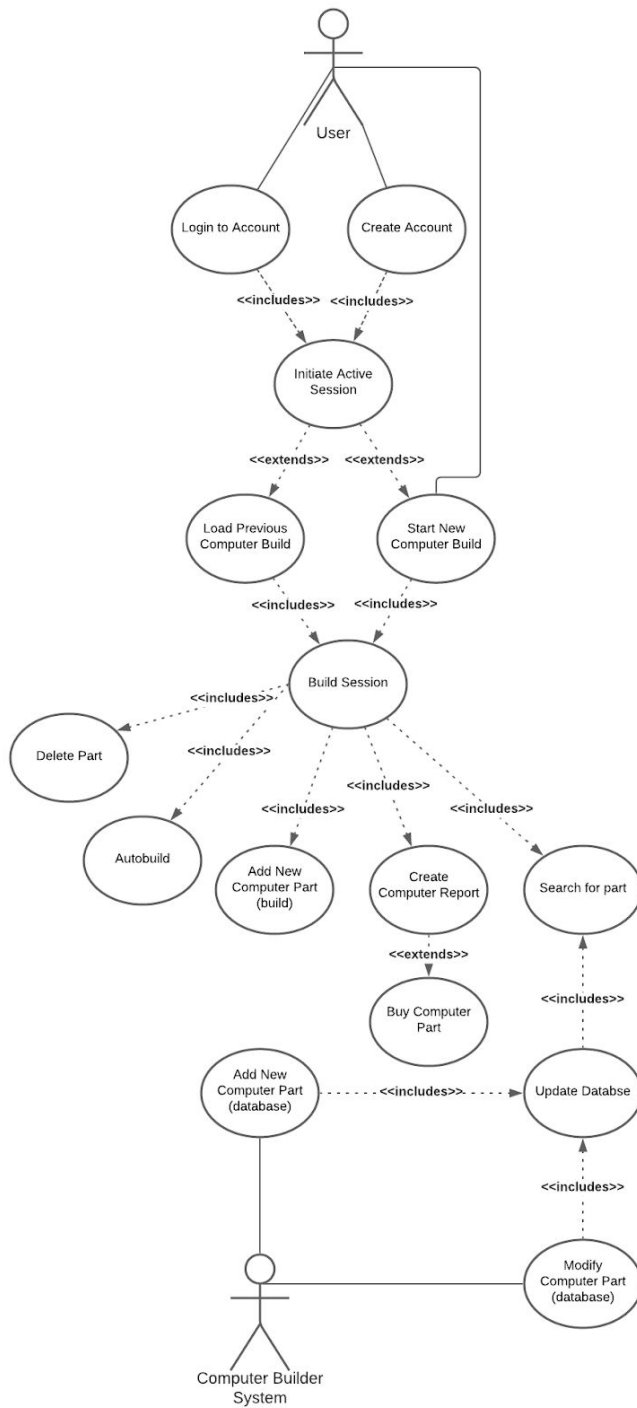 User
Login to Account
Create Account
<<includes>>
<<includes>>
Initiate Active
Session
<<extends>>
<<extends>>
Load Previous
Computer Build
Start New
Computer Build
<<includes>>
<<includes>>
Build Session
<<includes>>
Delete Part
<<includes>>
<<includes>>
<<includes>>
<<includes>>
Autobuild
Add New
Computer Part
(build)
Create
Computer Report
Search for part
<<extends>>
Buy Computer
Part
<<includes>>
Add New
Computer Part
(database)
<<includes>>
Update Databse
<<includes>>
Modify
Computer Part
(database)
Computer Builder
System